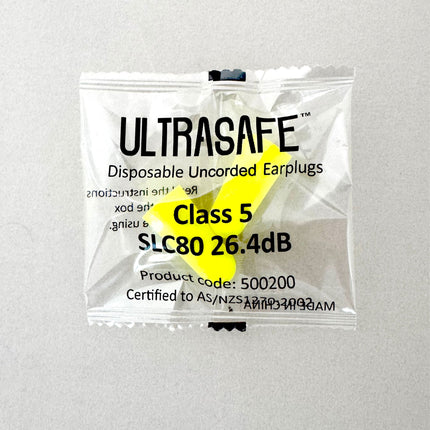 ULTRASAFE™
Disposable Uncorded Earplugs
Read the instructions
the box
using.
Class 5
SLC80 26.4dB
Product code: 500200
Certified to AS/NZS1270:2002
MADE IN CHINA